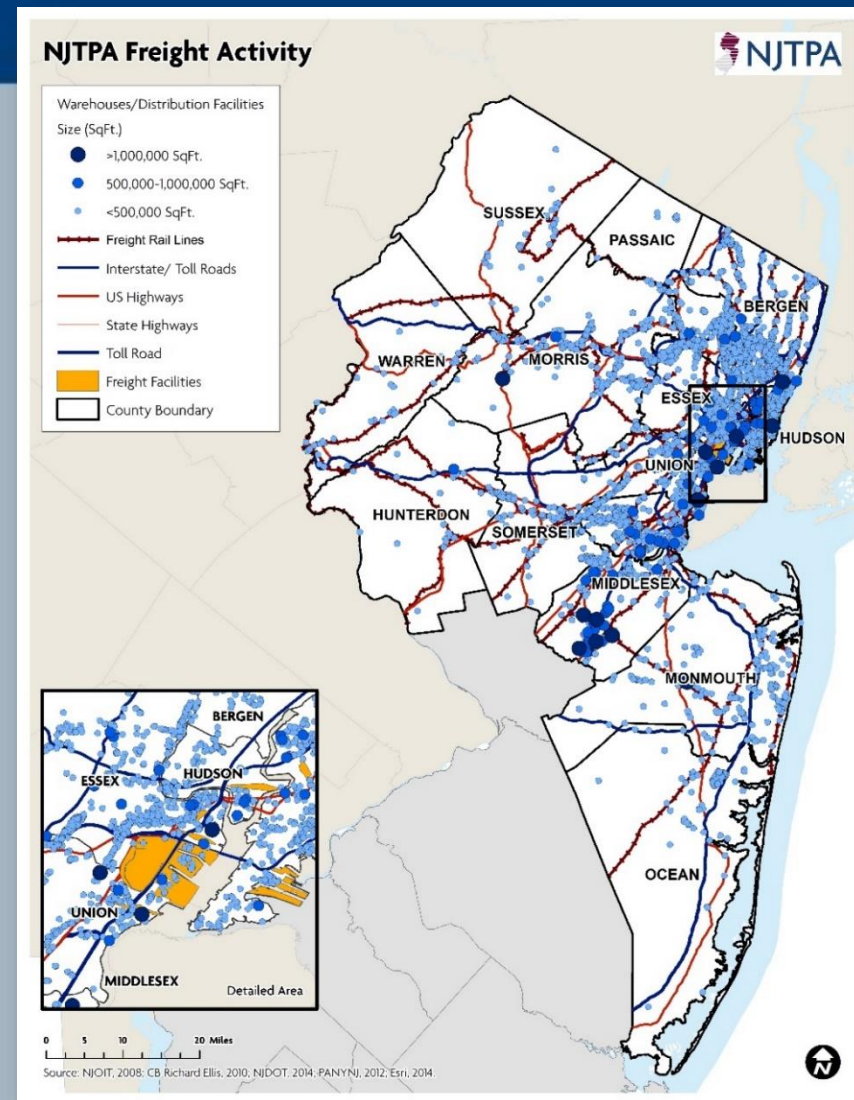 NJTPA Freight Activity
NJTPA
Warehouses/Distribution Facilities
Size (SqFt.)
>1,000,000 SqFt.
500,000-1,000,000 SqFt.
<500,000 SqFt.
Freight Rail Lines
Interstate/ Toll Roads
US Highways
State Highways
Toll Road
Freight Facilities
County Boundary
SUSSEX
PASSAIC
BERGEN
WARREN
MORRIS
ESSEX
HUDSON
UNION
HUNTERDON
SOMERSET
MIDDLESEX
MONMOUTH
OCEAN
BERGEN
ESSEX
HUDSON
UNION
MIDDLESEX
Detailed Area
0 5 10 20 Miles
Source: NJOIT, 2008; CB Richard Ellis, 2010; NJDOT, 2014; PANYNJ, 2012; Esri, 2014.
N